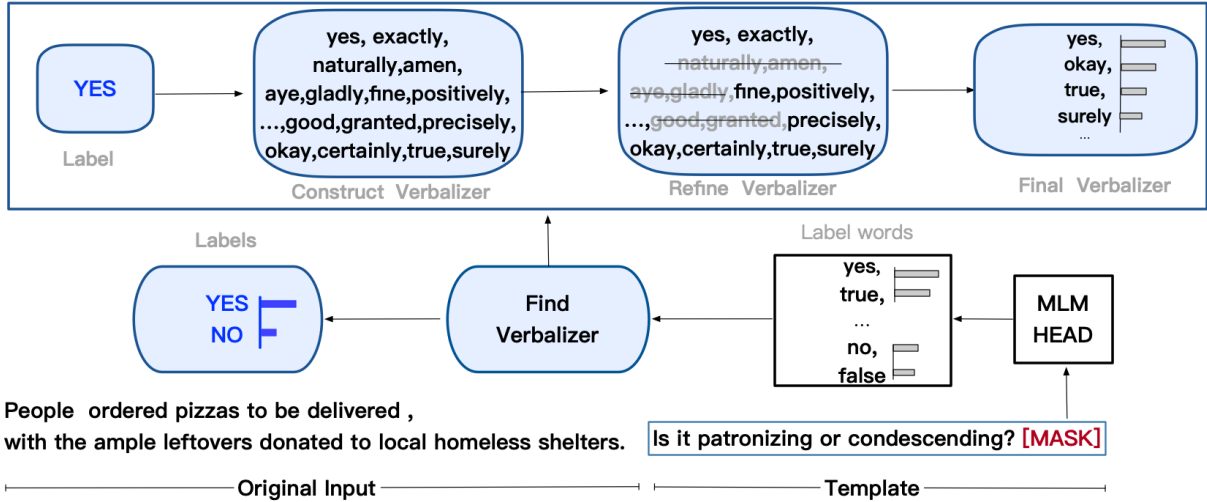 YES
Label
yes, exactly,
naturally,amen,
aye,gladly,fine,positively,
...,good,granted,precisely,
okay,certainly,true,surely
Construct Verbalizer
yes, exactly,
naturally,amen,
aye,gladly,fine,positively,
...,good,granted,precisely,
okay,certainly,true,surely
Refine Verbalizer
yes,
okay,
true,
surely
...
Final Verbalizer
Labels
YES
NO
Find
Verbalizer
Label words
yes,
true,
...
no,
false
MLM
HEAD
People ordered pizzas to be delivered ,
with the ample leftovers donated to local homeless shelters.
Is it patronizing or condescending? [MASK]
Original Input
Template